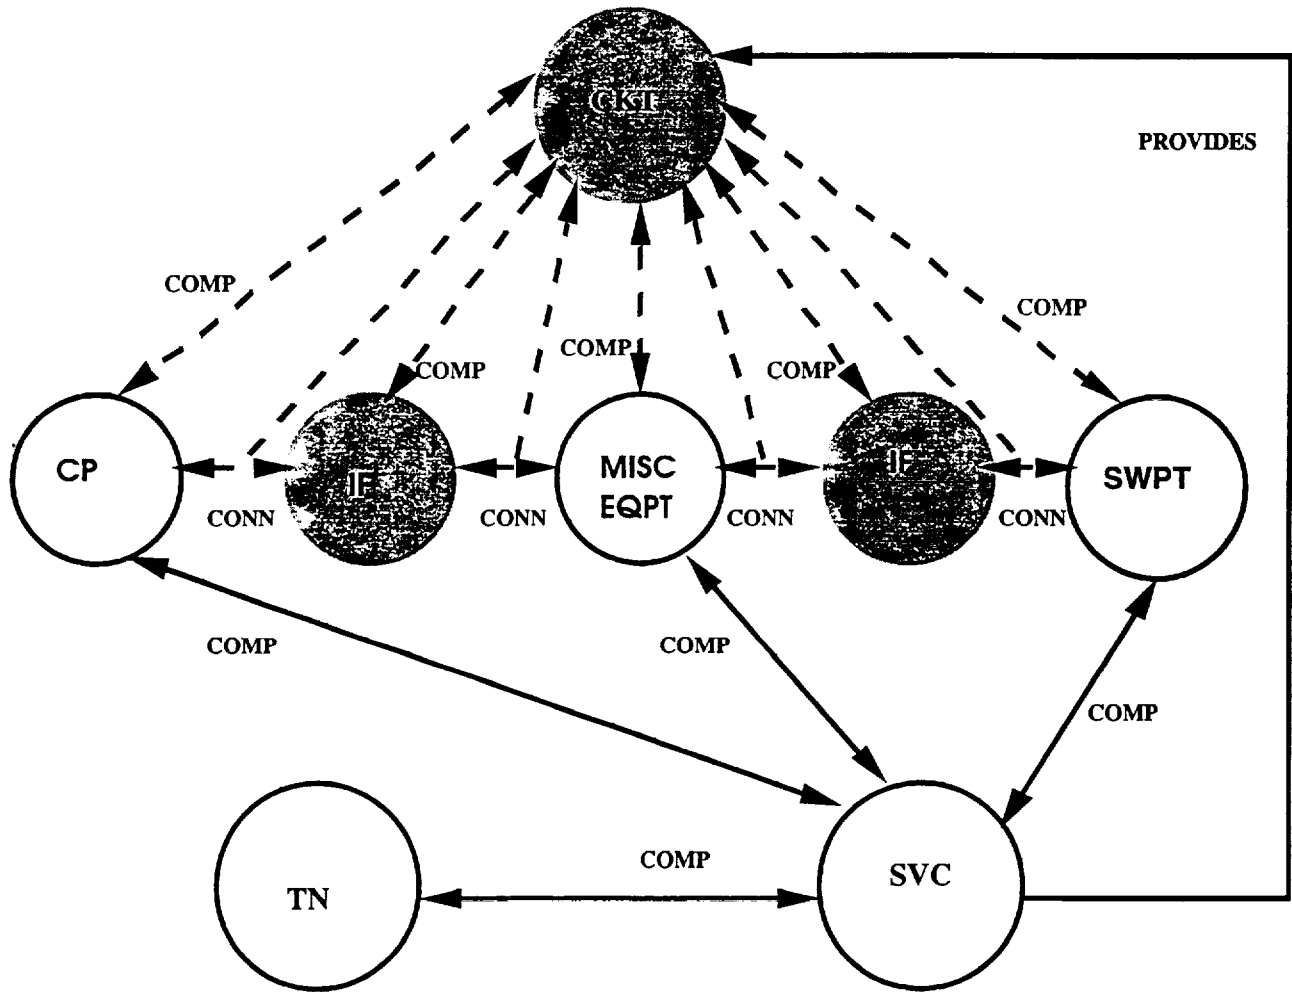 CKT
PROVIDES
COMP
COMP
COMP
COMP
COMP
CP
IF
MISC
EQPT
IF
SWPT
CONN
CONN
CONN
CONN
COMP
COMP
COMP
COMP
TN
SVC